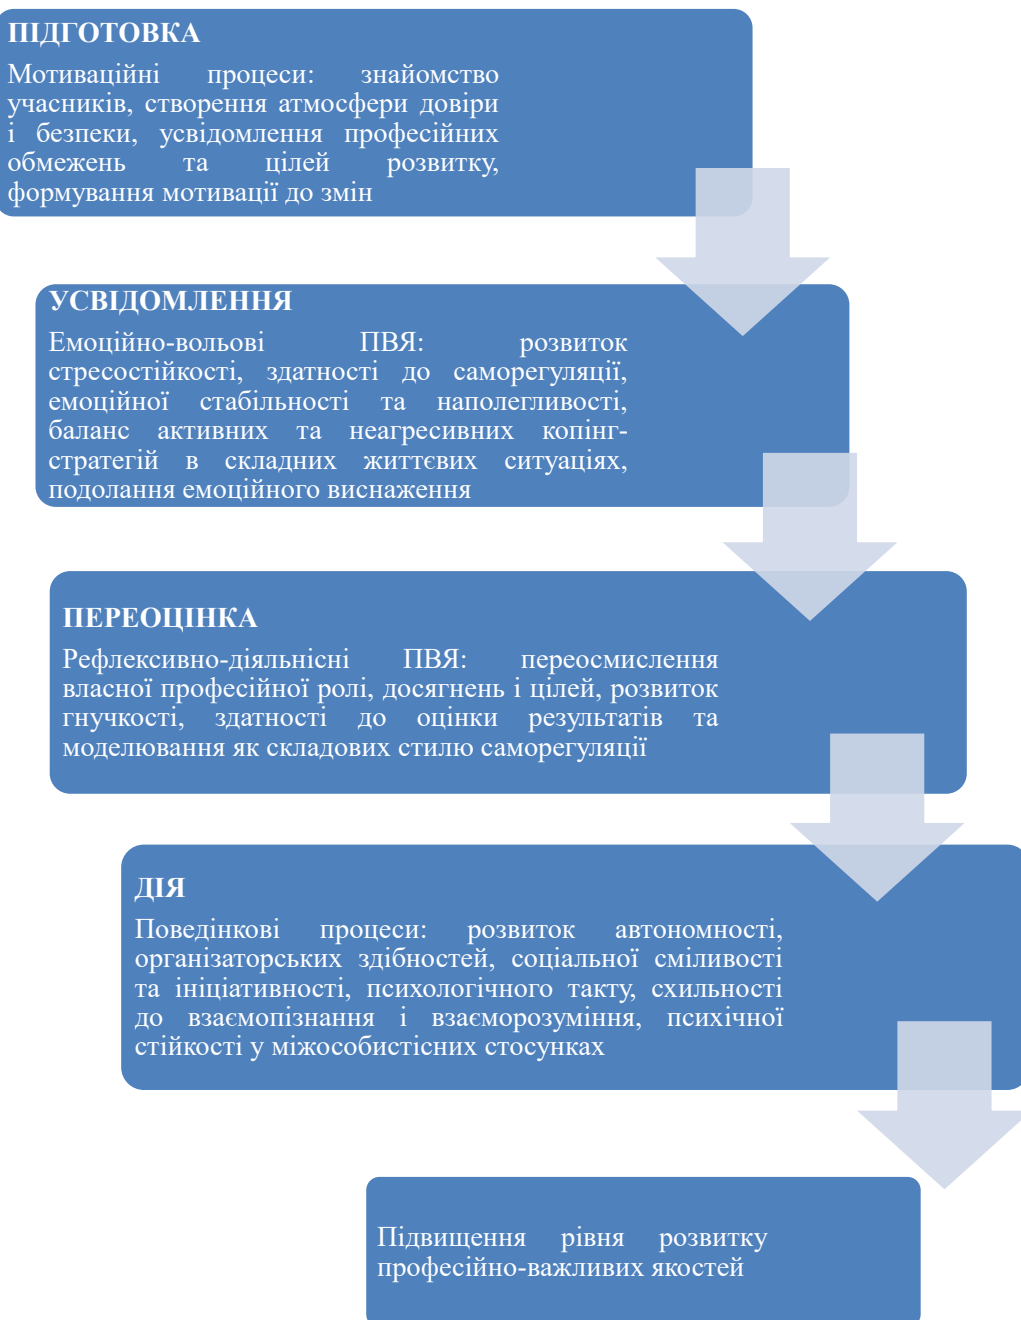 ПІДГОТОВКА
Мотиваційні процеси: знайомство
учасників, створення атмосфери довіри
і безпеки, усвідомлення професійних
обмежень та цілей розвитку,
формування мотивації до змін
УСВІДОМЛЕННЯ
Емоційно-вольові ПВЯ: розвиток
стресостійкості, здатності до саморегуляції,
емоційної стабільності та наполегливості,
баланс активних та неагресивних копінг-
стратегій в складних життєвих ситуаціях,
подолання емоційного виснаження
ПЕРЕОЦІНКА
Рефлексивно-діяльнісні ПВЯ: переосмислення
власної професійної ролі, досягнень і цілей, розвиток
гнучкості, здатності до оцінки результатів та
моделювання як складових стилю саморегуляції
ДІЯ
Поведінкові процеси: розвиток автономності,
організаторських здібностей, соціальної сміливості
та ініціативності, психологічного такту, схильності
до взаємопізнання і взаєморозуміння, психічної
стійкості у міжособистісних стосунках
Підвищення рівня розвитку
професійно-важливих якостей